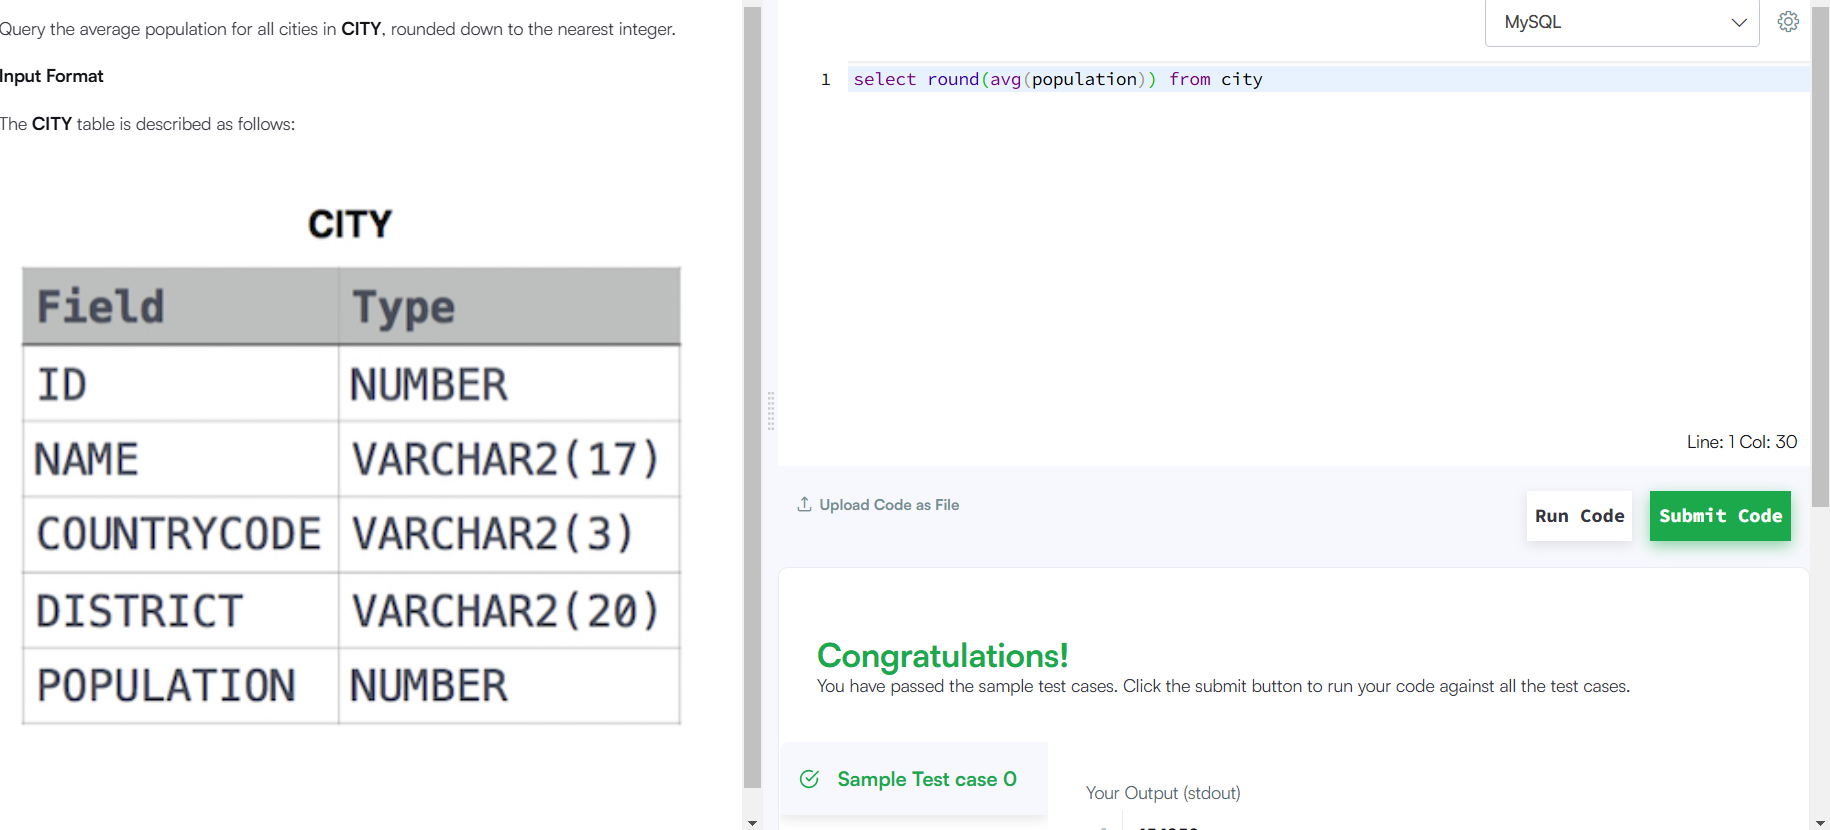 Query the average population for all cities in CITY, rounded down to the nearest integer.
Input Format
The CITY table is described as follows:
CITY
Field Type
ID NUMBER
NAME VARCHAR2(17)
COUNTRYCODE VARCHAR2(3)
DISTRICT VARCHAR2(20)
POPULATION NUMBER
MySQL
1 select round(avg(population)) from city
Line: 1 Col: 30
Upload Code as File
Run Code
Submit Code
Congratulations!
You have passed the sample test cases. Click the submit button to run your code against all the test cases.
Sample Test case 0
Your Output (stdout)